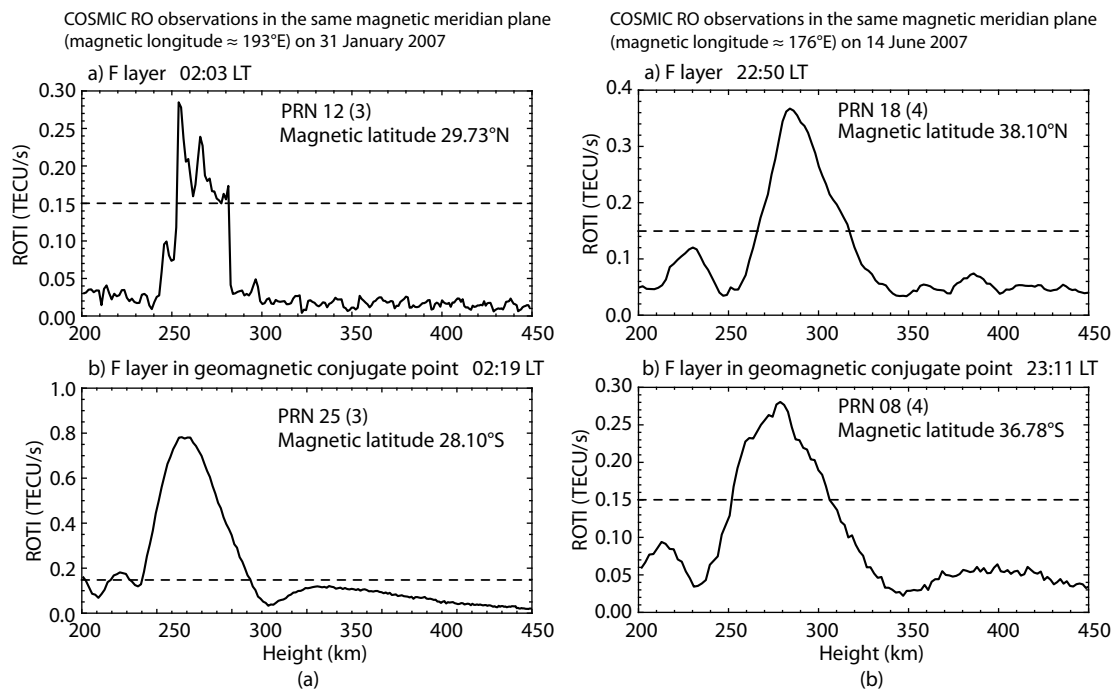 COSMIC RO observations in the same magnetic meridian plane
(magnetic longitude ≈ 193°E) on 31 January 2007
a) F layer 02:03 LT
0.30
0.25
0.20
0.15
0.10
0.05
0.00
ROTI (TECU/s)
PRN 12 (3)
Magnetic latitude 29.73°N
200
250
300
350
400
450
b) F layer in geomagnetic conjugate point 02:19 LT
1.0
0.8
0.6
0.4
0.2
0.0
ROTI (TECU/s)
PRN 25 (3)
Magnetic latitude 28.10°S
200
250
300
350
400
450
Height (km)
(a)
COSMIC RO observations in the same magnetic meridian plane
(magnetic longitude ≈ 176°E) on 14 June 2007
a) F layer 22:50 LT
0.4
0.3
0.2
0.1
0.0
ROTI (TECU/s)
PRN 18 (4)
Magnetic latitude 38.10°N
200
250
300
350
400
450
b) F layer in geomagnetic conjugate point 23:11 LT
0.30
0.25
0.20
0.15
0.10
0.05
0.00
ROTI (TECU/s)
PRN 08 (4)
Magnetic latitude 36.78°S
200
250
300
350
400
450
Height (km)
(b)